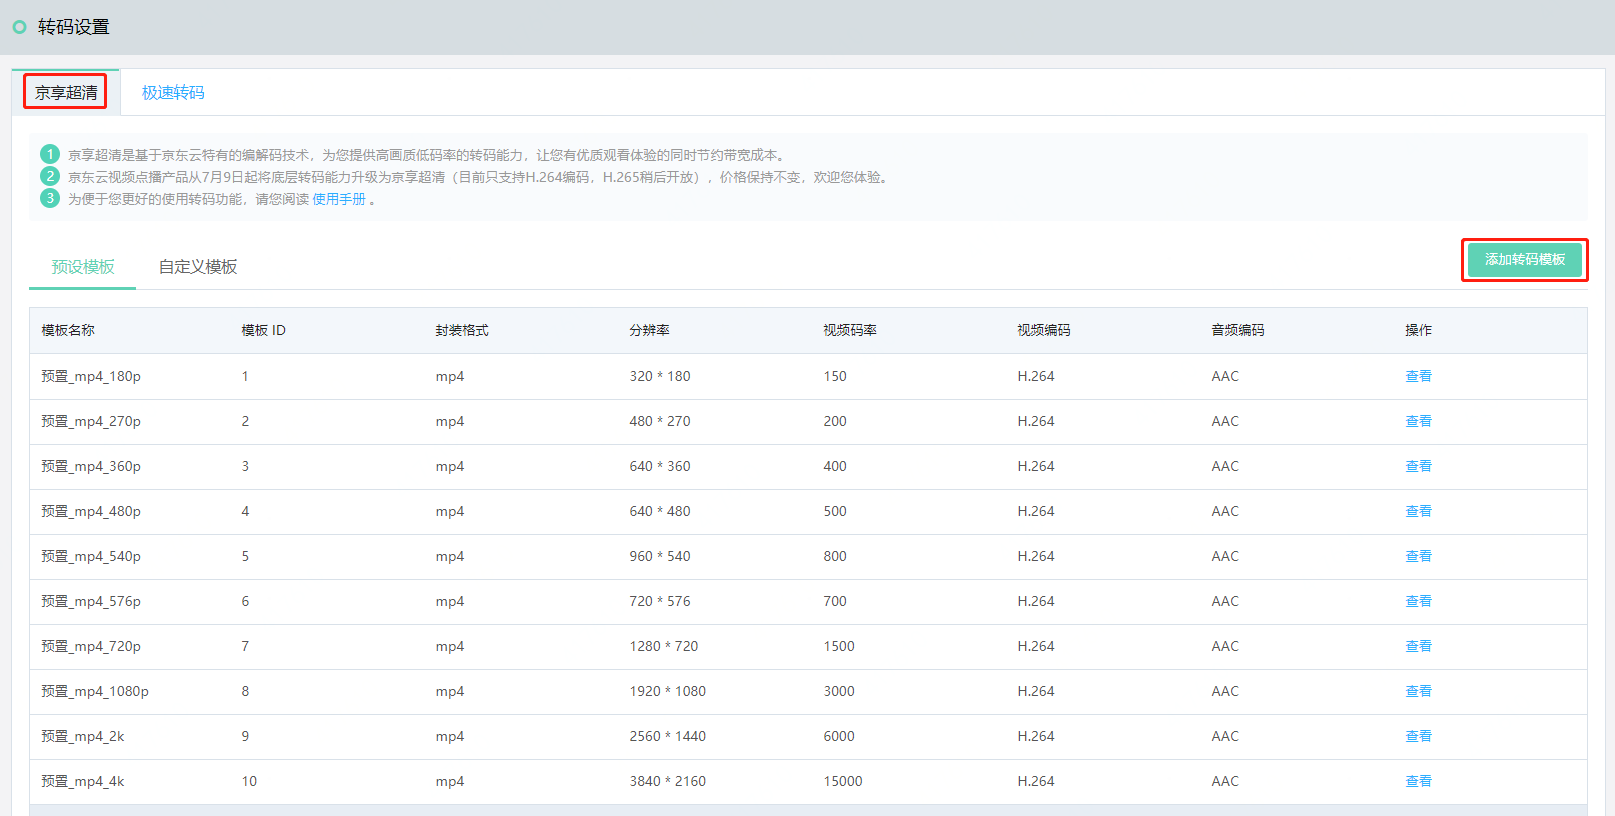 转码设置
京享超清 极速转码
1 京享超清是基于京东云特有的编解码技术，为您提供高画质低码率的转码能力，让您有优质观看体验的同时节约带宽成本。
2 京东云视频点播产品从7月9日起将底层转码能力升级为京享超清（目前只支持H.264编码，H.265稍后开放），价格保持不变，欢迎您体验。
3 为便于您更好的使用转码功能，请您阅读 使用手册 。
预设模板 自定义模板 添加转码模板
模板名称 模板 ID 封装格式 分辨率 视频码率 视频编码 音频编码 操作
预置_mp4_180p 1 mp4 320 * 180 150 H.264 AAC 查看
预置_mp4_270p 2 mp4 480 * 270 200 H.264 AAC 查看
预置_mp4_360p 3 mp4 640 * 360 400 H.264 AAC 查看
预置_mp4_480p 4 mp4 640 * 480 500 H.264 AAC 查看
预置_mp4_540p 5 mp4 960 * 540 800 H.264 AAC 查看
预置_mp4_576p 6 mp4 720 * 576 700 H.264 AAC 查看
预置_mp4_720p 7 mp4 1280 * 720 1500 H.264 AAC 查看
预置_mp4_1080p 8 mp4 1920 * 1080 3000 H.264 AAC 查看
预置_mp4_2k 9 mp4 2560 * 1440 6000 H.264 AAC 查看
预置_mp4_4k 10 mp4 3840 * 2160 15000 H.264 AAC 查看